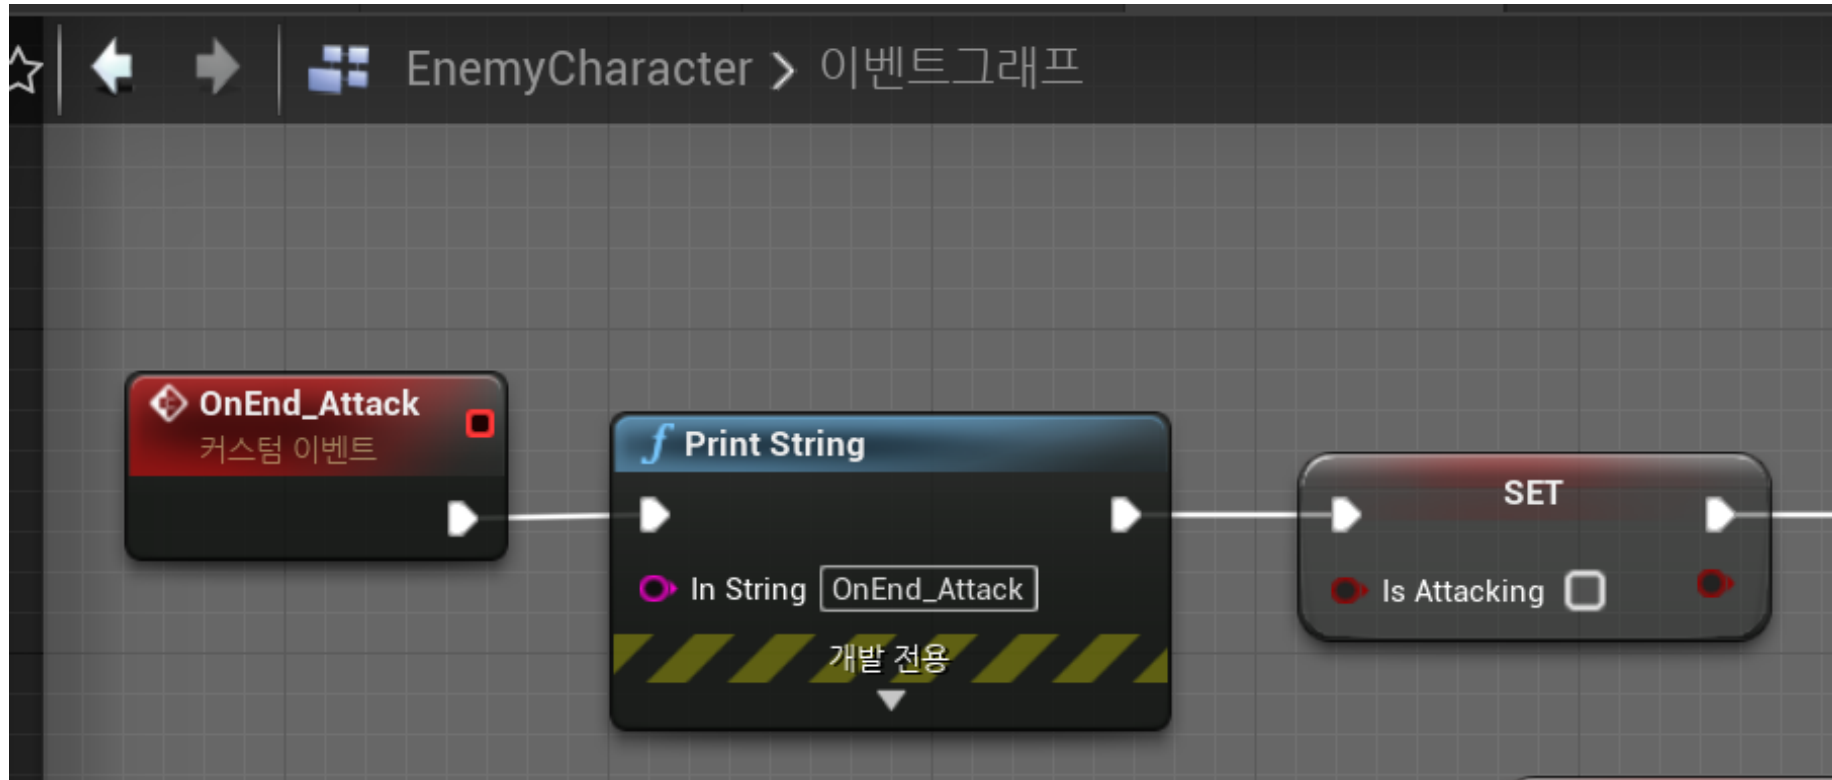 EnemyCharacter > 이벤트그래프
OnEnd_Attack
커스텀 이벤트
Print String
In String OnEnd_Attack
개발 전용
SET
Is Attacking